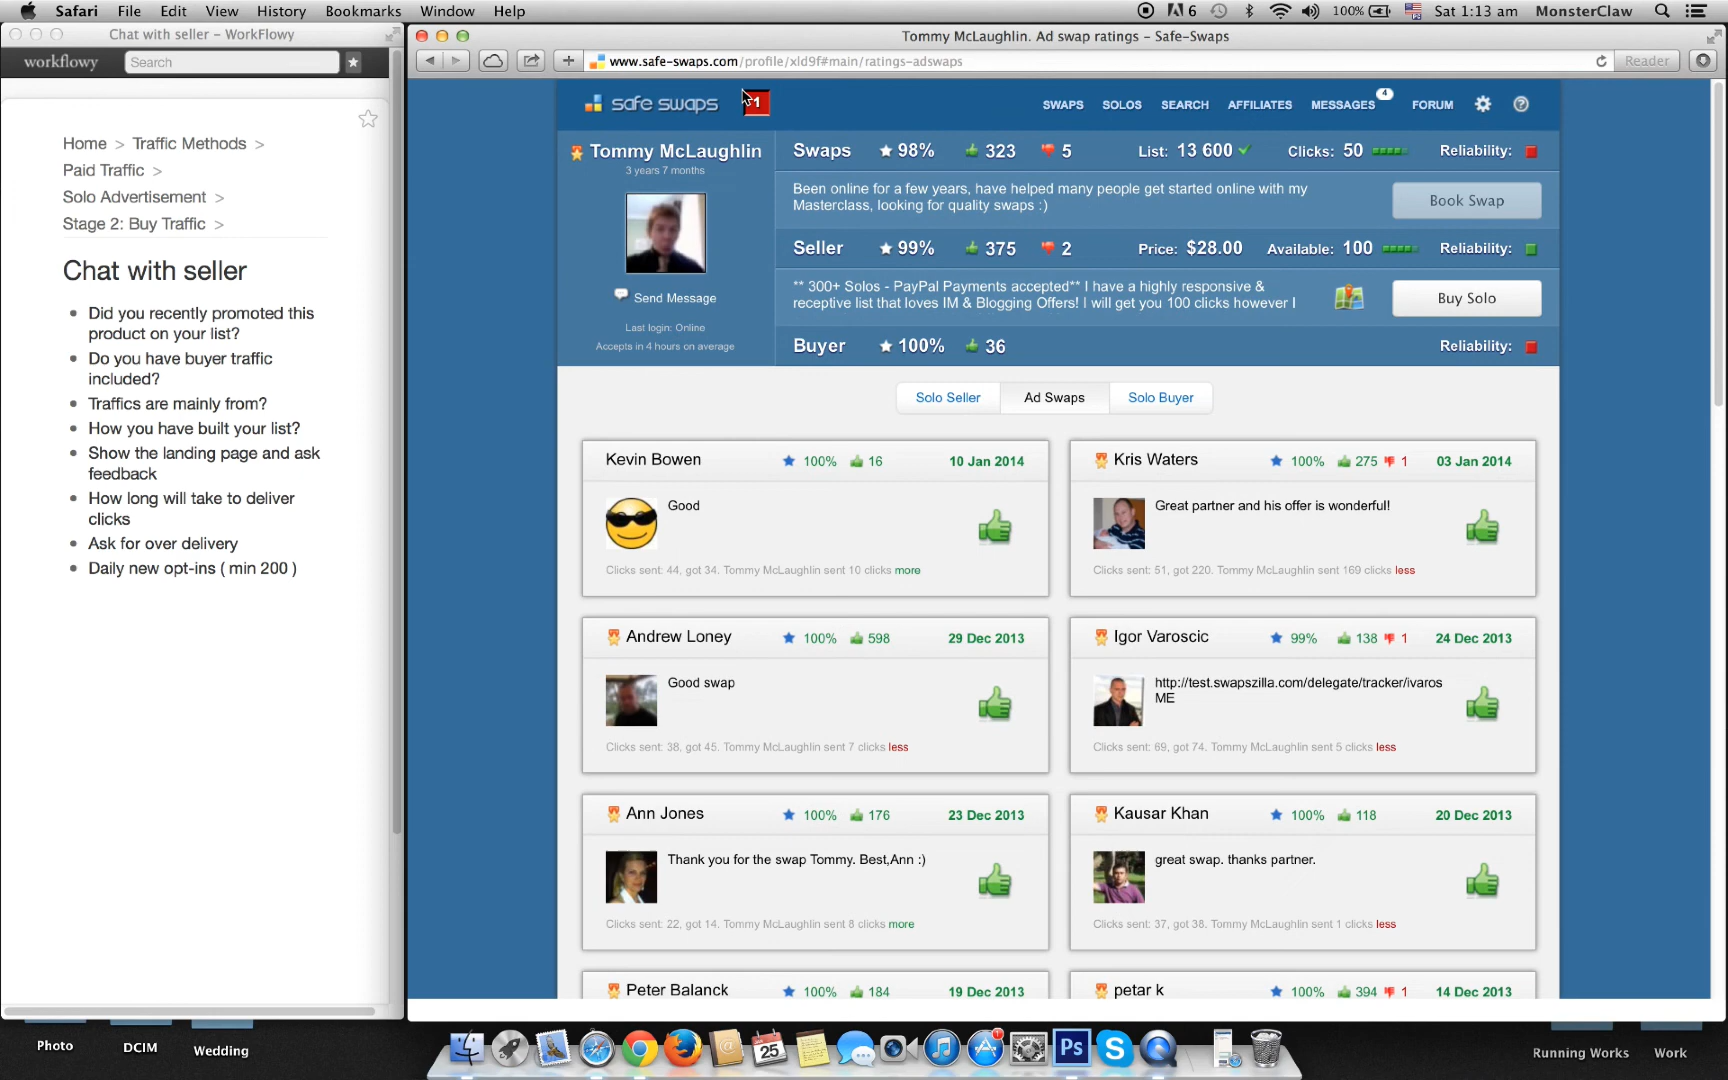 Safari File Edit View History Bookmarks Window Help
6 100% Sat 1:13 am MonsterClaw
Chat with seller – WorkFlowy
workflowy Search
Home > Traffic Methods >
Paid Traffic >
Solo Advertisement >
Stage 2: Buy Traffic >
Chat with seller
Did you recently promoted this
product on your list?
Do you have buyer traffic
included?
Traffics are mainly from?
How you have built your list?
Show the landing page and ask
feedback
How long will take to deliver
clicks
Ask for over delivery
Daily new opt-ins ( min 200 )
Tommy McLaughlin. Ad swap ratings – Safe-Swaps
www.safe-swaps.com/profile/xld9f#main/ratings-adswaps Reader
safe swaps 1 SWAPS SOLOS SEARCH AFFILIATES MESSAGES 4 FORUM
Tommy McLaughlin
3 years 7 months
Send Message
Last login: Online
Accepts in 4 hours on average
Swaps 98% 323 5 List: 13 600 Clicks: 50 Reliability:
Been online for a few years, have helped many people get started online with my
Masterclass, looking for quality swaps :)
Book Swap
Seller 99% 375 2 Price: $28.00 Available: 100 Reliability:
** 300+ Solos - PayPal Payments accepted** I have a highly responsive &
receptive list that loves IM & Blogging Offers! I will get you 100 clicks however I
Buy Solo
Buyer 100% 36 Reliability:
Solo Seller Ad Swaps Solo Buyer
Kevin Bowen 100% 16 10 Jan 2014
Good
Clicks sent: 44, got 34. Tommy McLaughlin sent 10 clicks more
Kris Waters 100% 275 1 03 Jan 2014
Great partner and his offer is wonderful!
Clicks sent: 51, got 220. Tommy McLaughlin sent 169 clicks less
Andrew Loney 100% 598 29 Dec 2013
Good swap
Clicks sent: 38, got 45. Tommy McLaughlin sent 7 clicks less
Igor Varoscic 99% 138 1 24 Dec 2013
http://test.swapszilla.com/delegate/tracker/ivaros
ME
Clicks sent: 69, got 74. Tommy McLaughlin sent 5 clicks less
Ann Jones 100% 176 23 Dec 2013
Thank you for the swap Tommy. Best,Ann :)
Clicks sent: 22, got 14. Tommy McLaughlin sent 8 clicks more
Kausar Khan 100% 118 20 Dec 2013
great swap. thanks partner.
Clicks sent: 37, got 38. Tommy McLaughlin sent 1 clicks less
Peter Balanck 100% 184 19 Dec 2013
petar k 100% 394 1 14 Dec 2013
Photo DCIM Wedding
25
Ps
1
Running Works Work